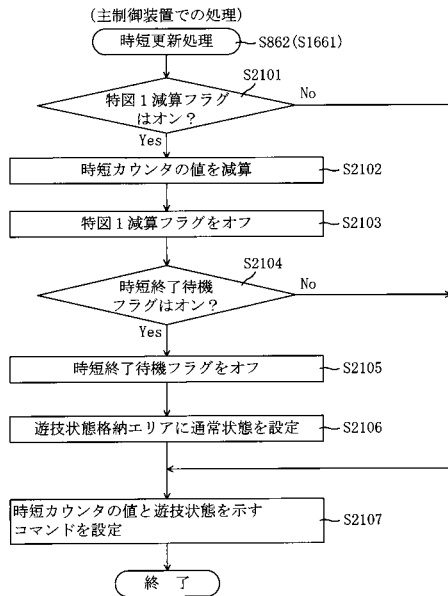 (主制御装置での処理)
時短更新処理
S862(S1661)
S2101
特図1減算フラグ
はオン?
No
Yes
時短カウンタの値を減算
S2102
特図1減算フラグをオフ
S2103
S2104
時短終了待機
フラグはオン?
No
Yes
時短終了待機フラグをオフ
S2105
遊技状態格納エリアに通常状態を設定
S2106
時短カウンタの値と遊技状態を示す
コマンドを設定
S2107
終了